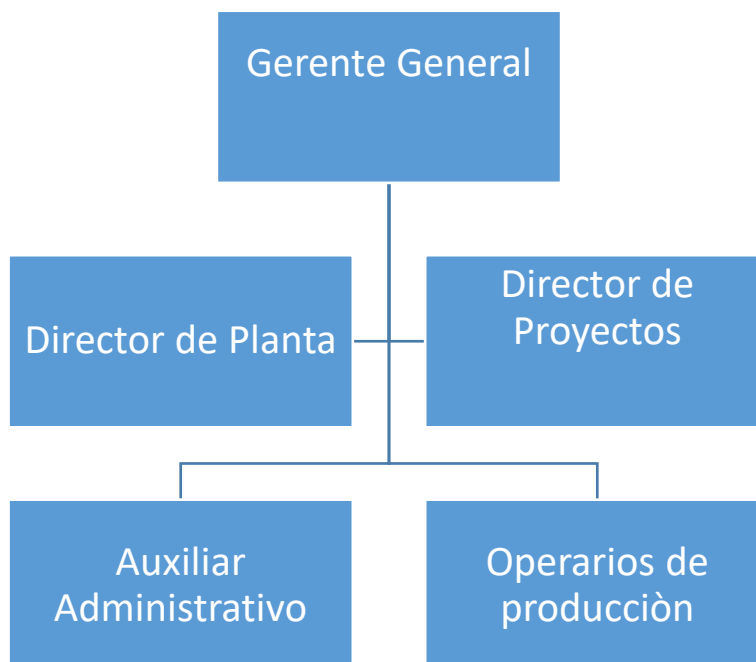 Gerente General
Director de Planta
Director de
Proyectos
Auxiliar
Administrativo
Operarios de
producciòn